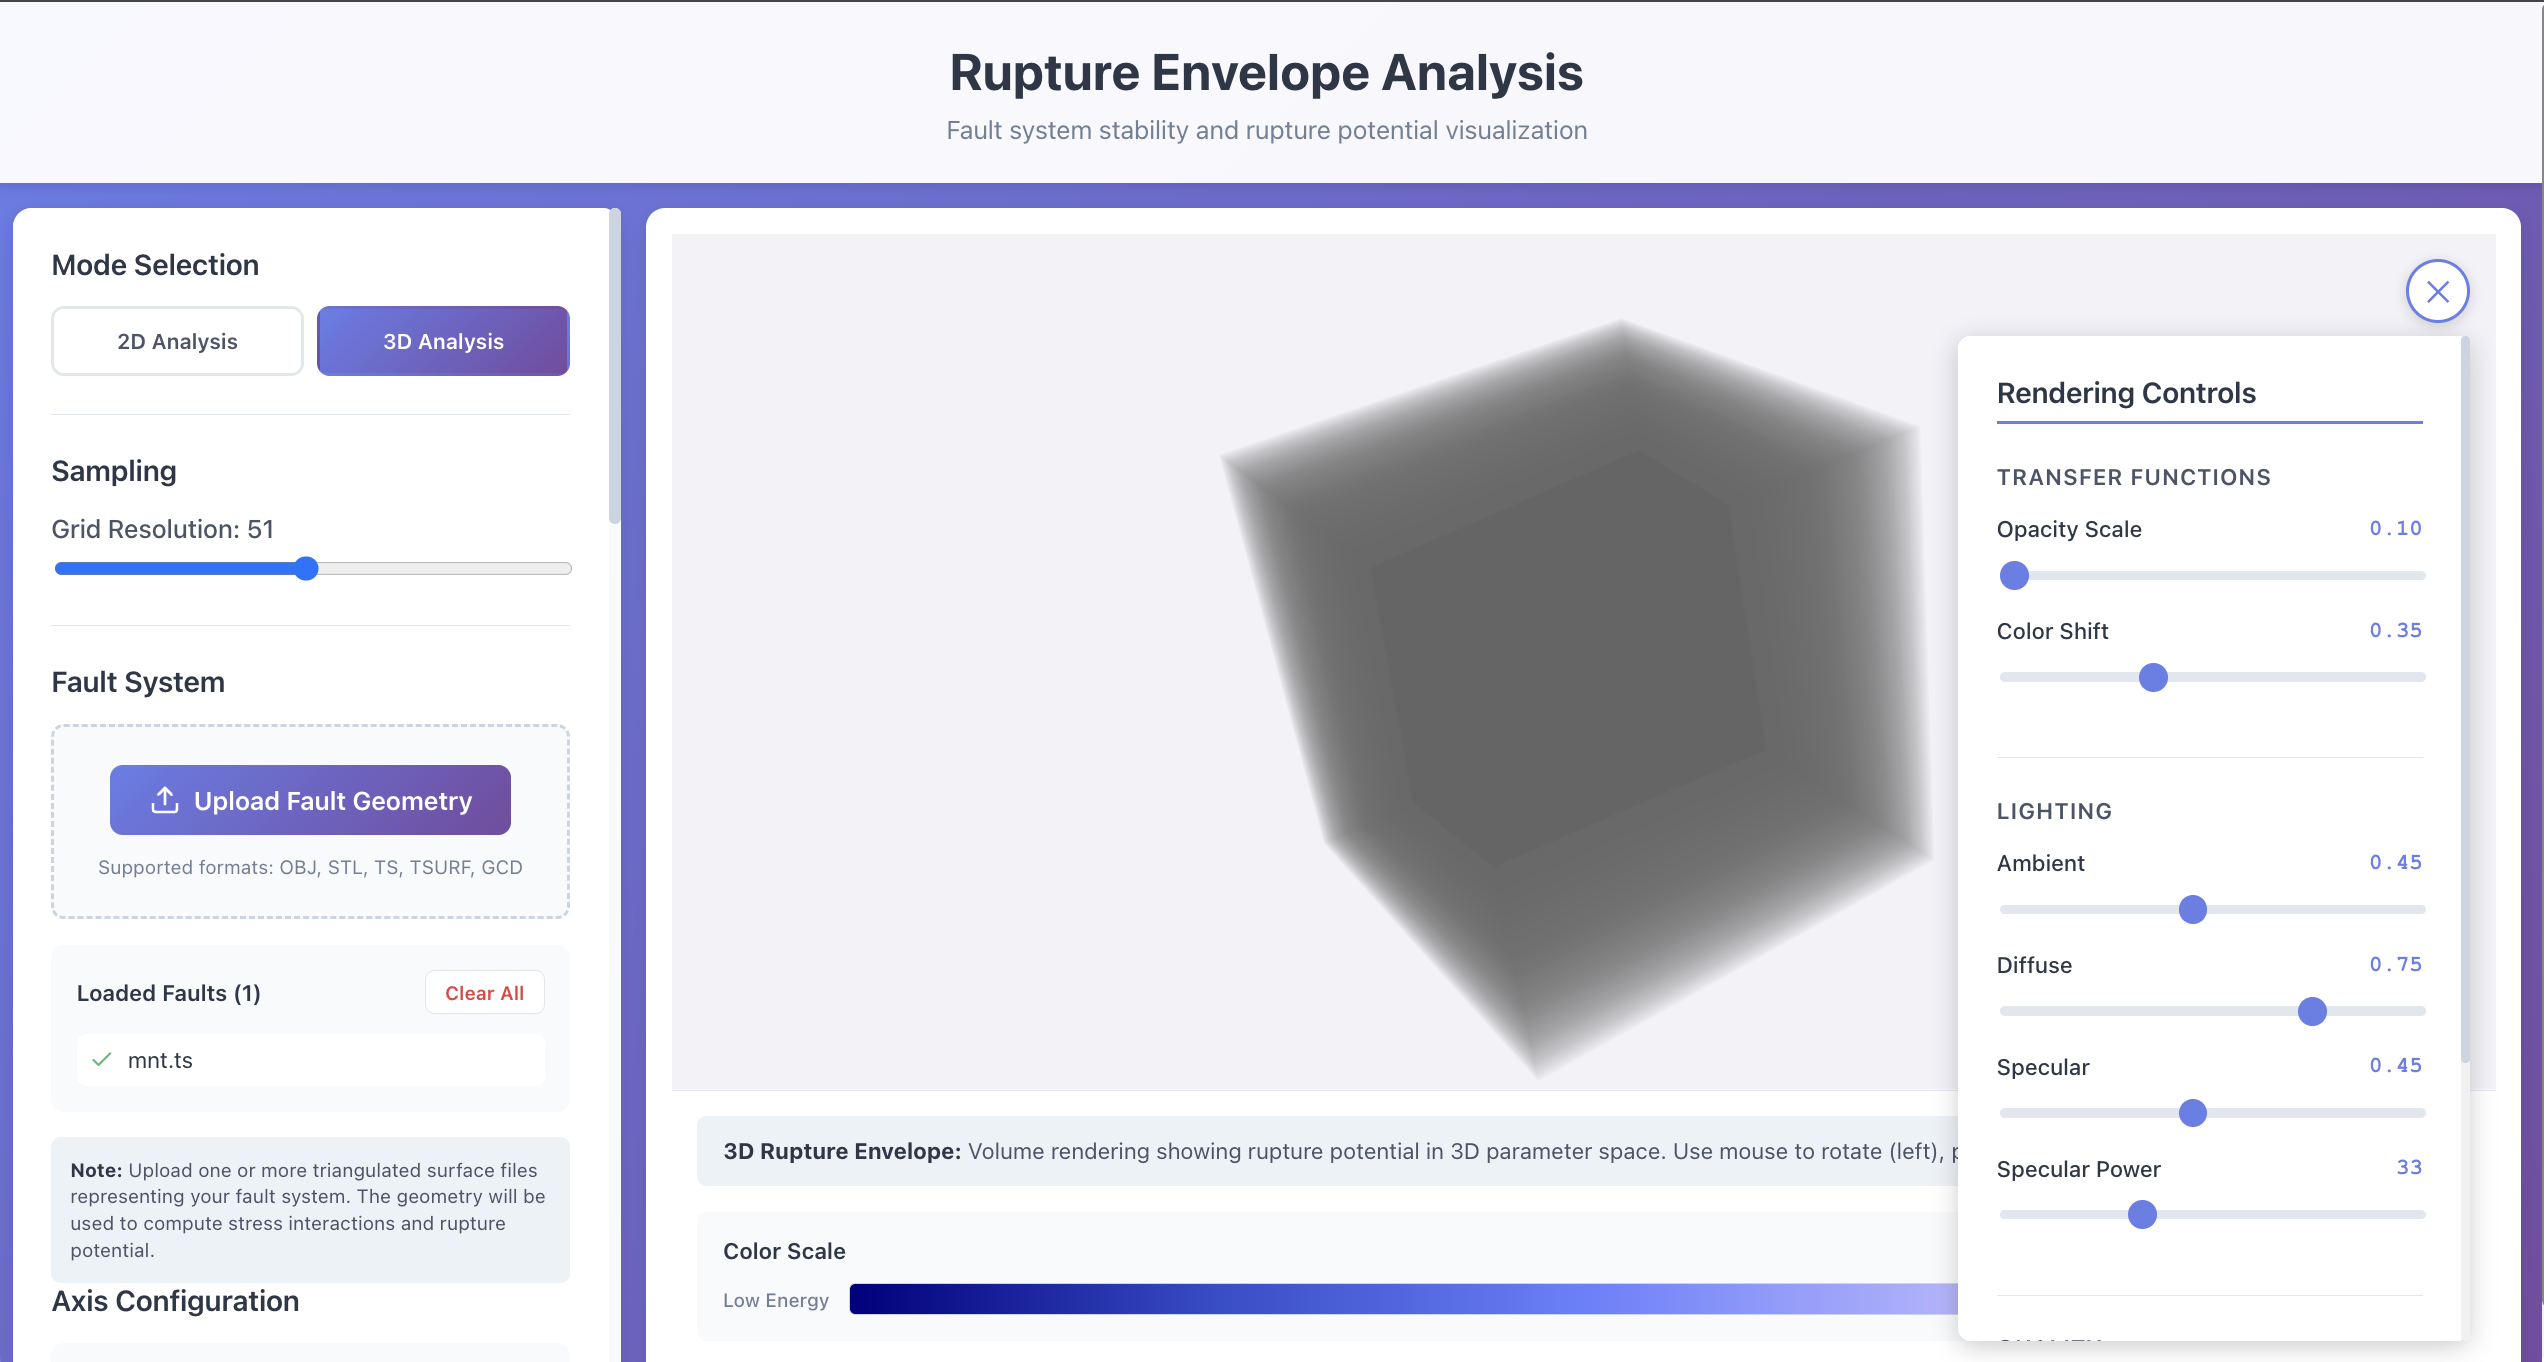 Rupture Envelope Analysis
Fault system stability and rupture potential visualization
Mode Selection
2D Analysis
3D Analysis
Sampling
Grid Resolution: 51
Fault System
Upload Fault Geometry
Supported formats: OBJ, STL, TS, TSURF, GCD
Loaded Faults (1)
Clear All
mnt.ts
Note: Upload one or more triangulated surface files
representing your fault system. The geometry will be
used to compute stress interactions and rupture
potential.
Axis Configuration
Rendering Controls
TRANSFER FUNCTIONS
Opacity Scale 0.10
Color Shift 0.35
LIGHTING
Ambient 0.45
Diffuse 0.75
Specular 0.45
Specular Power 33
3D Rupture Envelope: Volume rendering showing rupture potential in 3D parameter space. Use mouse to rotate (left),
Color Scale
Low Energy